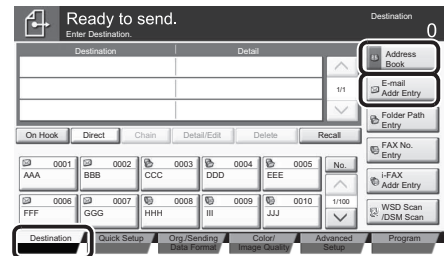 Ready to send.
Destination
Enter Destination.
0
Destination Detail
Address
Book
1/1
E-mail
Addr Entry
Folder Path
Entry
On Hook Direct Chain Detail/Edit Delete Recall
FAX No.
Entry
0001 0002 0003 0004 0005 No.
AAA BBB CCC DDD EEE
i-FAX
Addr Entry
0006 0007 0008 0009 0010 1/100
FFF GGG HHH III JJJ
WSD Scan
/DSM Scan
Destination Quick Setup Org./Sending Color/ Advanced Program
Data Format Image Quality Setup